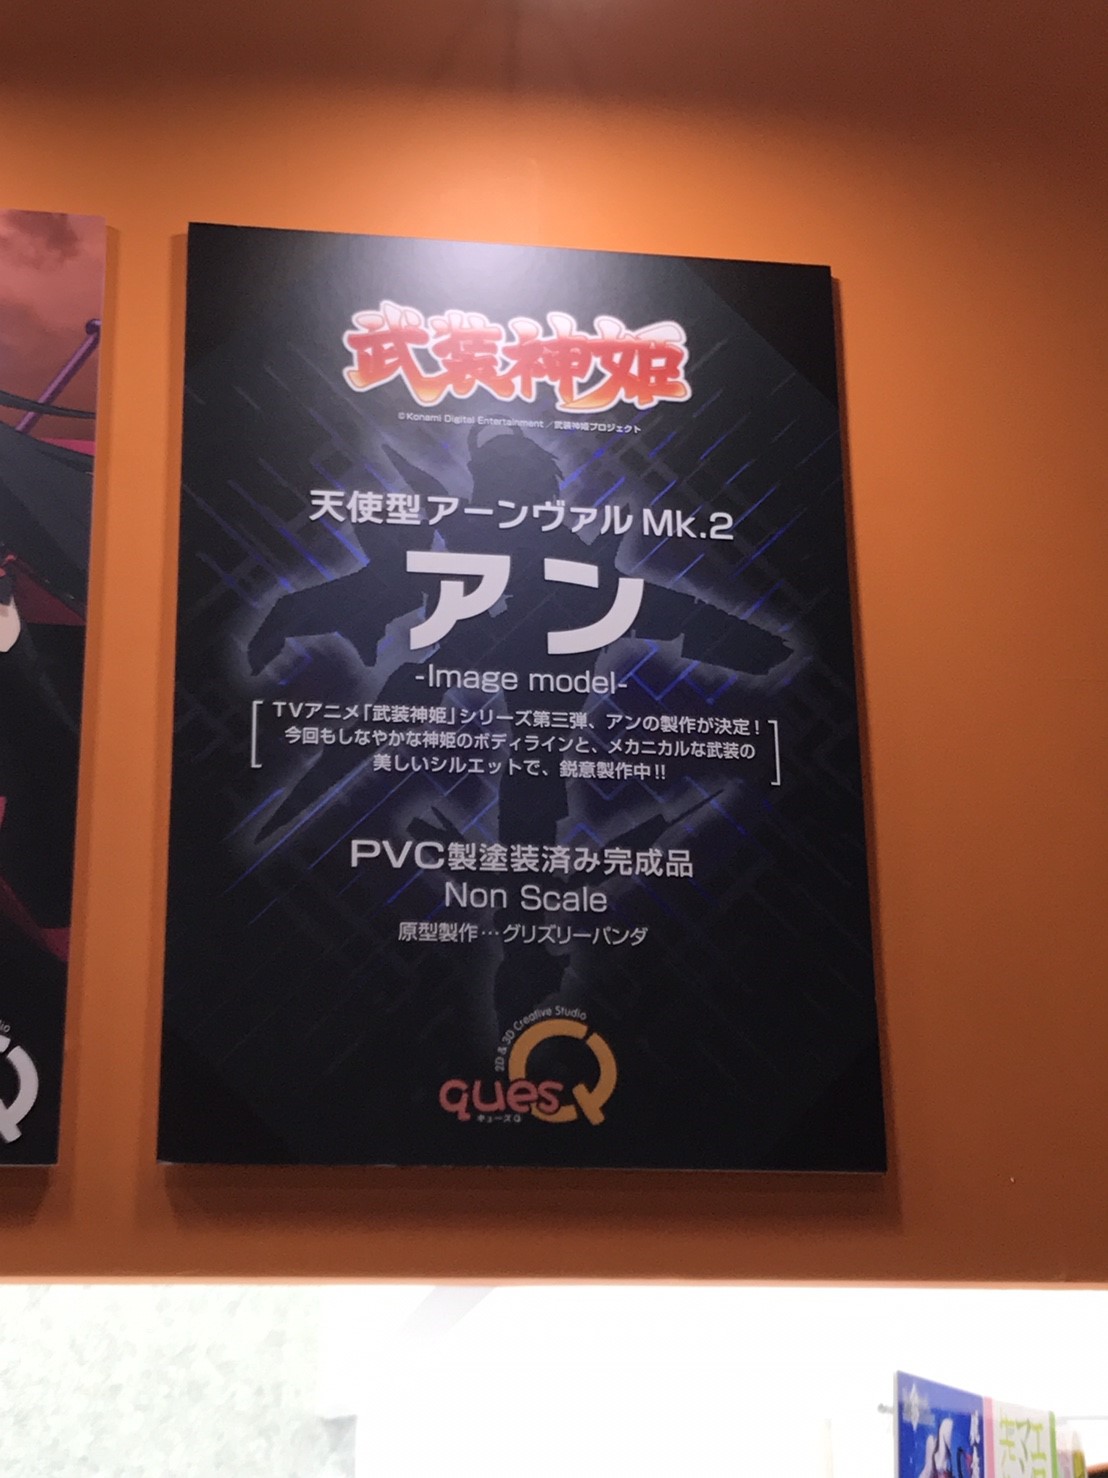 武装神姫
©Konami Digital Entertainment／武装神姫プロジェクト
天使型アーンヴァルMk.2
アン
-Image model-
TVアニメ「武装神姫」シリーズ第三弾、アンの製作が決定！
今回もしなやかな神姫のボディラインと、メカニカルな武装の
美しいシルエットで、鋭意製作中!!
PVC製塗装済み完成品
Non Scale
原型製作…グリズリーパンダ
2D & 3D Creative Studio
quesQ
キューズQ